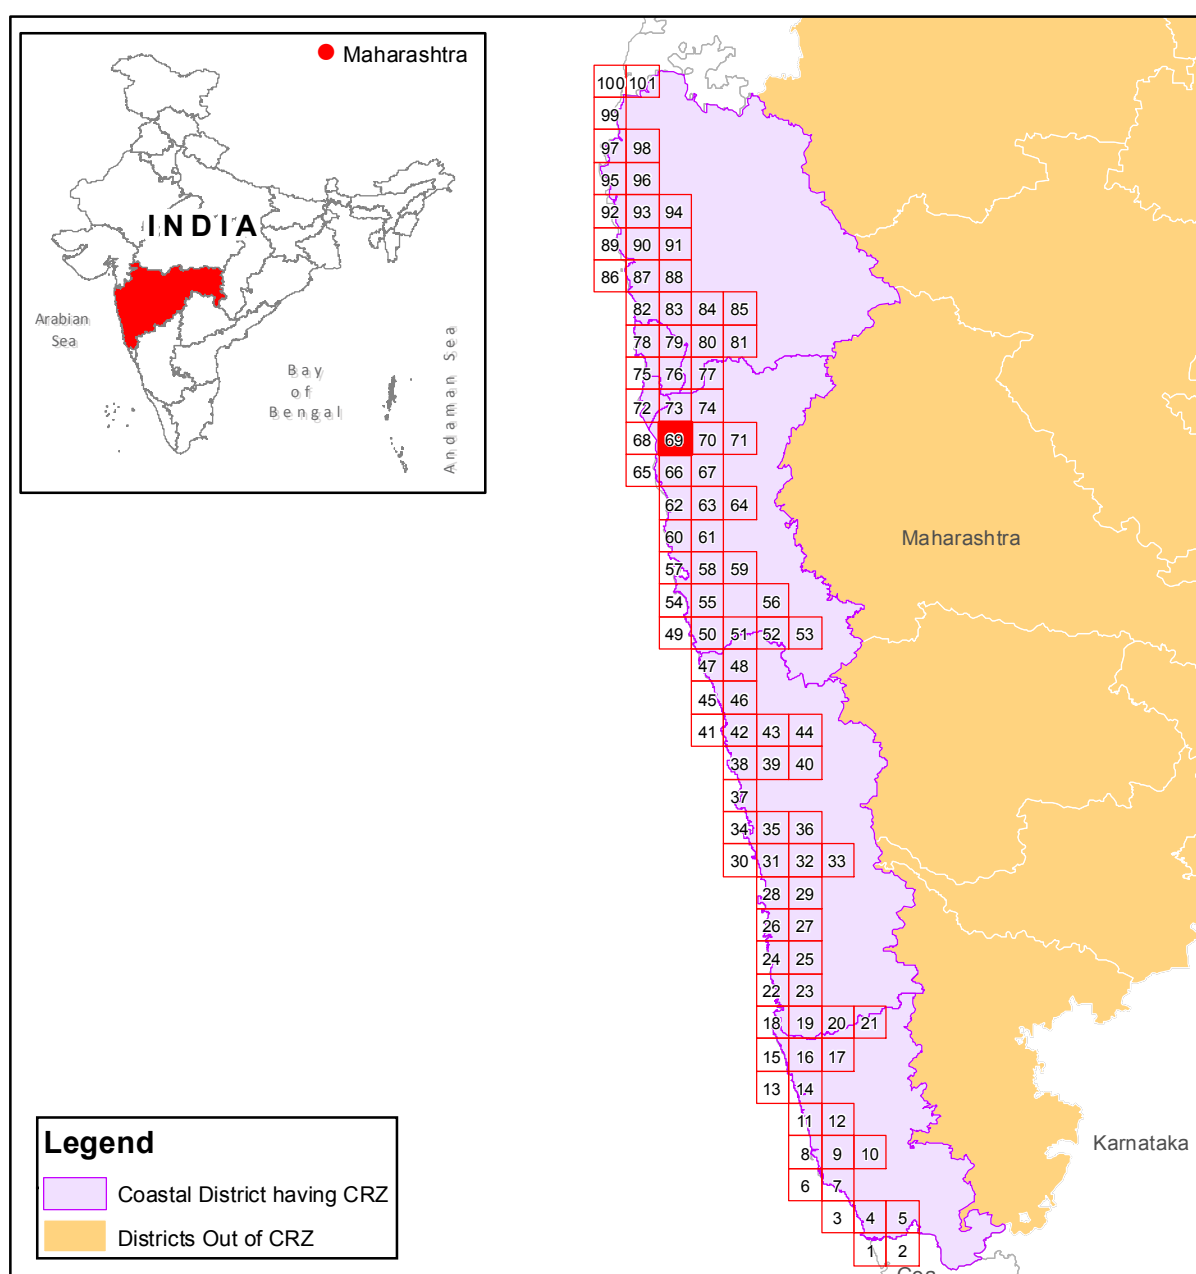 Maharashtra
INDIA
Arabian
Sea
Bay
of
Bengal
Andaman Sea
100 101
99
97 98
95 96
92 93 94
89 90 91
86 87 88
82 83 84 85
78 79 80 81
75 76 77
72 73 74
68 69 70 71
65 66 67
62 63 64
60 61
Maharashtra
57 58 59
54 55 56
49 50 51 52 53
47 48
45 46
41 42 43 44
38 39 40
37
34 35 36
30 31 32 33
28 29
26 27
24 25
22 23
18 19 20 21
15 16 17
13 14
11 12
8 9 10
Karnataka
6 7
3 4 5
1 2
Goa
Legend
Coastal District having CRZ
Districts Out of CRZ